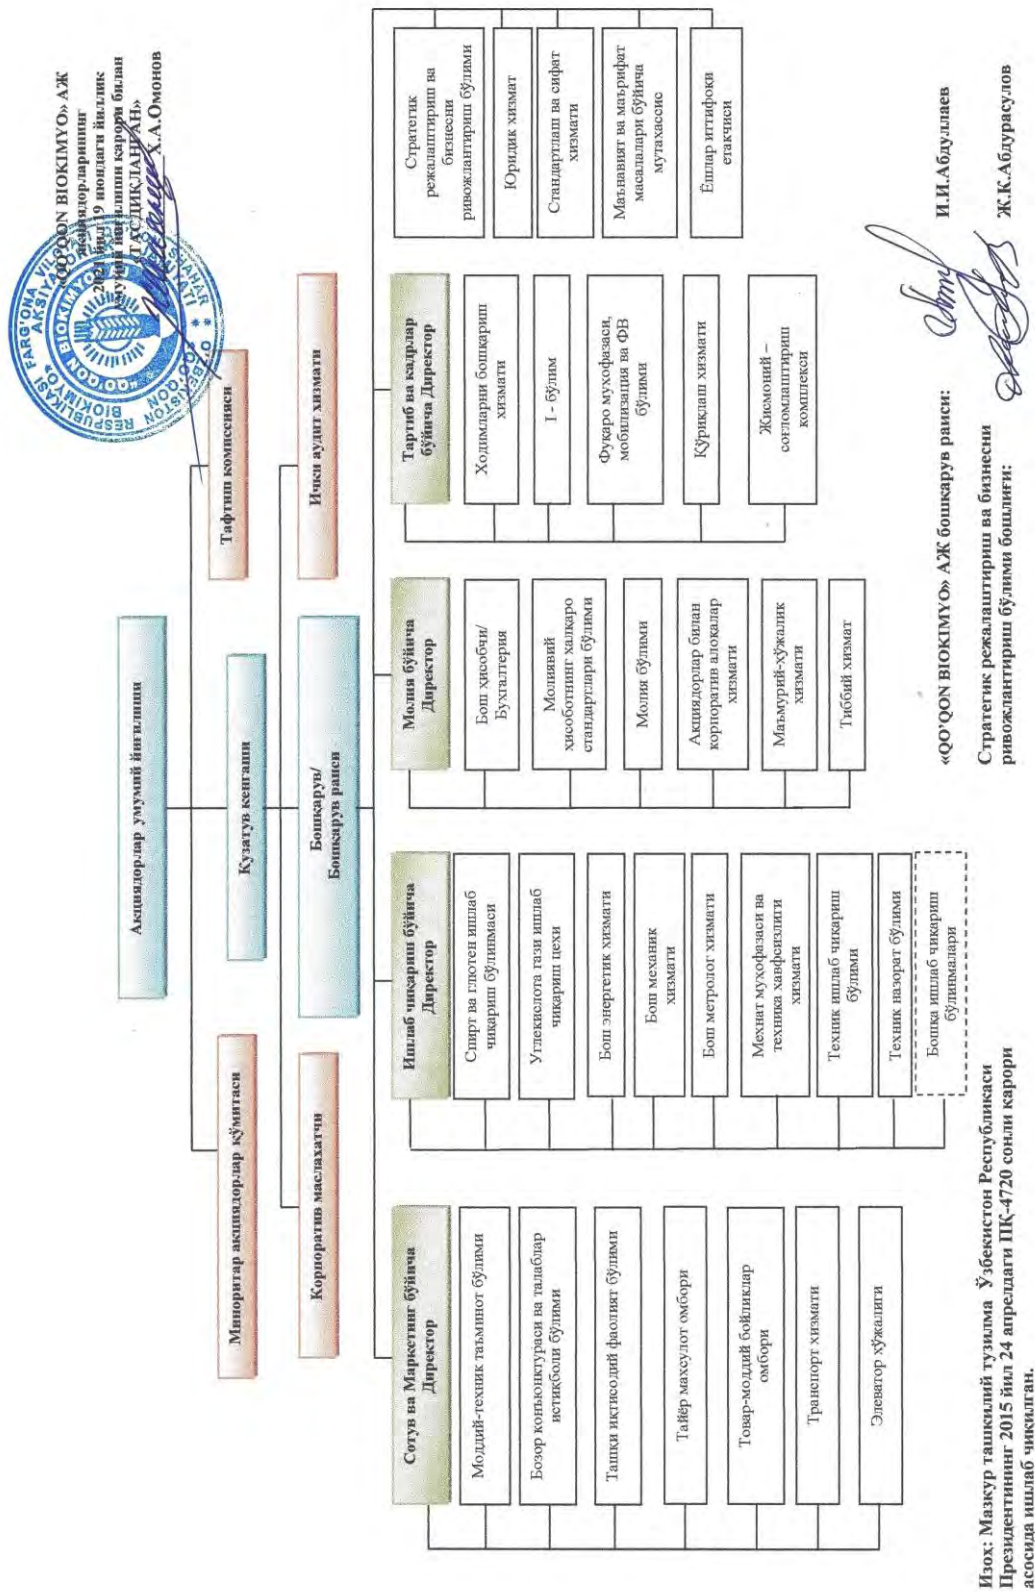 «QO'QON BIOKIMYO» АЖ
акциядорларининг
2021 йил 19 июндаги йиллик
умумий йиғилиши қарори билан
«ТАСДИҚЛАНГАН»
Х.А.Омонов
Акциядорлар умумий йиғилиши
Миноритар акциядорлар қўмитаси
Тафтиш комиссияси
Кузатув кенгаши
Корпоратив маслаҳатчи
Ички аудит хизмати
Бошқарув/
Бошқарув раиси
Сотув ва Маркетинг бўйича
Директор
Моддий-техник таъминот бўлими
Бозор конъюнктураси ва талаблар
истиқболи бўлими
Ташқи иқтисодий фаолият бўлими
Тайёр махсулот омбори
Товар-моддий бойликлар
омбори
Транспорт хизмати
Элеватор хўжалиги
Ишлаб чиқариш бўйича
Директор
Спирт ва глютен ишлаб
чиқариш бўлинмаси
Углекислота гази ишлаб
чиқариш цехи
Бош энергетик хизмати
Бош механик
хизмати
Бош метролог хизмати
Мехнат мухофазаси ва
техника хавфсизлиги
хизмати
Техник ишлаб чиқариш
бўлими
Техник назорат бўлими
Бошқа ишлаб чиқариш
бўлинмалари
Молия бўйича
Директор
Бош ҳисобчи/
Бухгалтерия
Молиявий
ҳисоботнинг халқаро
стандартлари бўлими
Молия бўлими
Акциядорлар билан
корпоратив алоқалар
хизмати
Маъмурий-хўжалик
хизмати
Тиббий хизмат
Тартиб ва кадрлар
бўйича Директор
Ходимларни бошқариш
хизмати
I - бўлим
Фуқаро мухофазаси,
мобилизация ва ФВ
бўлими
Қўриқлаш хизмати
Жисмоний –
соғломлаштириш
комплекси
Стратегик
режалаштириш ва
бизнесни
ривожлантириш бўлими
Юридик хизмат
Стандартлаш ва сифат
хизмати
Маънавият ва маърифат
масалалари бўйича
мутахассис
Ёшлар иттифоқи
етакчиси
«QO'QON BIOKIMYO» АЖ бошқарув раиси:
И.И.Абдуллаев
Стратегик режалаштириш ва бизнесни
ривожлантириш бўлими бошлиғи:
Ж.К.Абдурасулов
Изох: Мазкур ташкилий тузилма Ўзбекистон Республикаси
Президентининг 2015 йил 24 апрелдаги ПҚ-4720 сонли қарори
асосида ишлаб чиқилган.